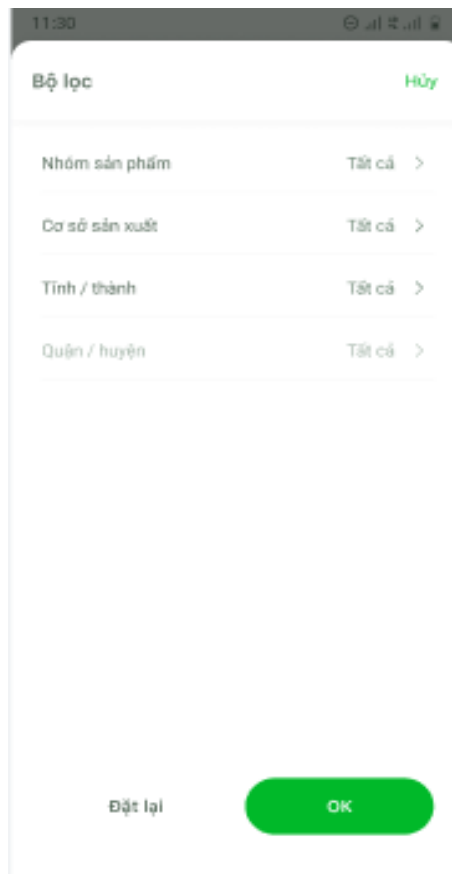 11:30
Bộ lọc Hủy
Nhóm sản phẩm Tất cả >
Cơ sở sản xuất Tất cả >
Tỉnh / thành Tất cả >
Quận / huyện Tất cả >
Đặt lại OK